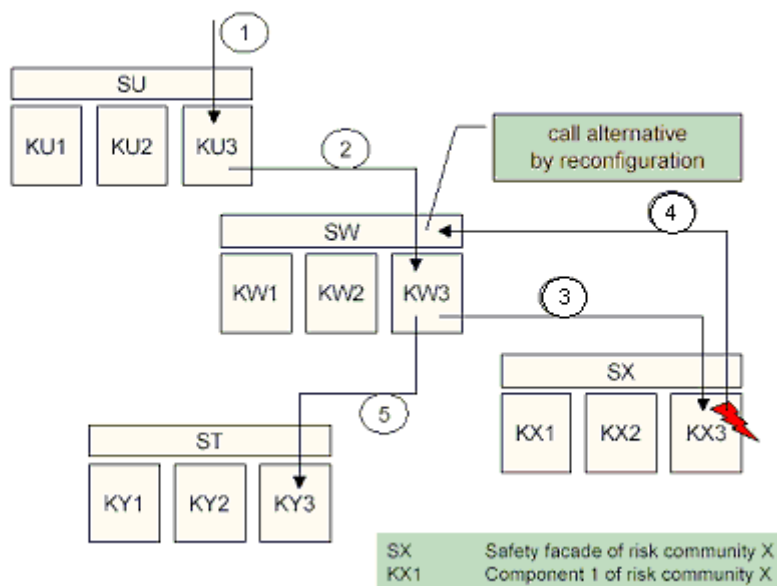 1
SU
KU1 KU2 KU3
2
call alternative
by reconfiguration
4
SW
KW1 KW2 KW3
3
SX
KX1 KX2 KX3
5
ST
KY1 KY2 KY3
SX Safety facade of risk community X
KX1 Component 1 of risk community X